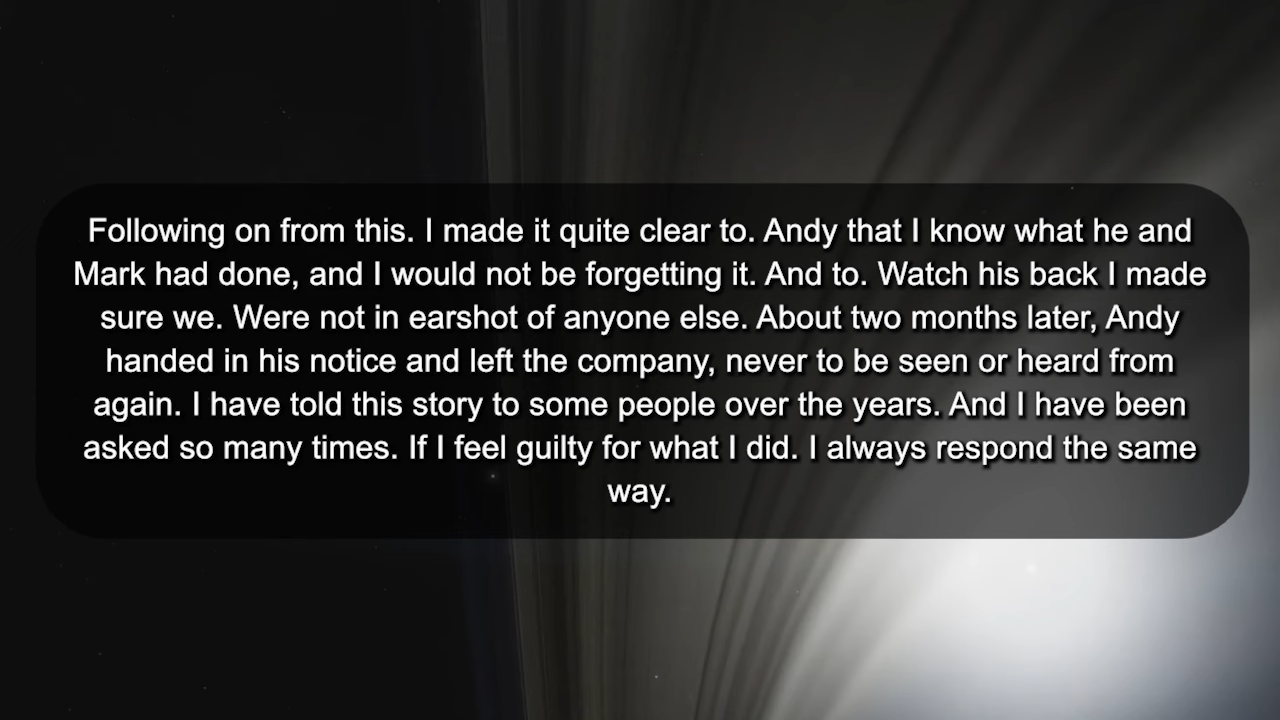 Following on from this. I made it quite clear to. Andy that I know what he and
Mark had done, and I would not be forgetting it. And to. Watch his back I made
sure we. Were not in earshot of anyone else. About two months later, Andy
handed in his notice and left the company, never to be seen or heard from
again. I have told this story to some people over the years. And I have been
asked so many times. If I feel guilty for what I did. I always respond the same
way.